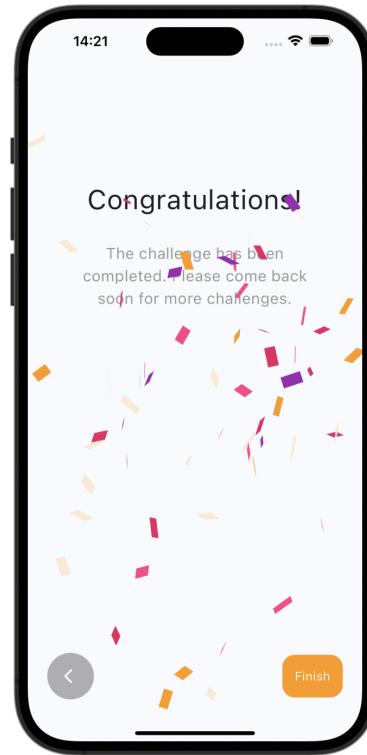 14:21
Congratulations!
The challenge has been
completed. Please come back
soon for more challenges.
Finish